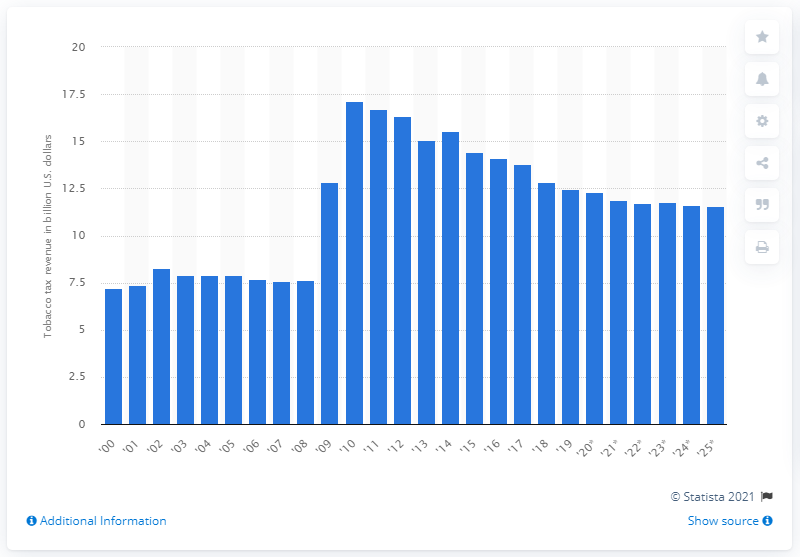 Tobacco tax revenue in billion U.S. dollars
20
17.5
15
12.5
10
7.5
5
2.5
0
'00 '01 '02 '03 '04 '05 '06 '07 '08 '09 '10 '11 '12 '13 '14 '15 '16 '17 '18 '19 '20* '21* '22* '23* '24* '25*
© Statista 2021
Additional Information Show source